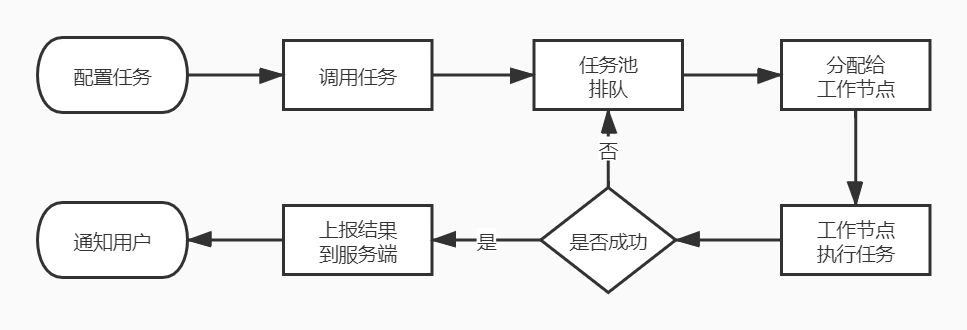 配置任务
调用任务
任务池
排队
分配给
工作节点
否
通知用户
上报结果
到服务端
是
是否成功
工作节点
执行任务